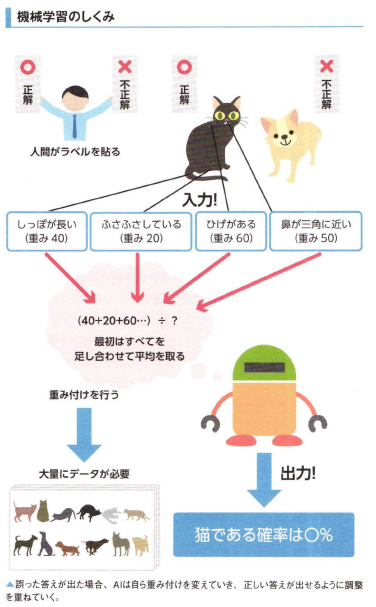 機械学習のしくみ
正解
不正解
正解
不正解
人間がラベルを貼る
入力!
しっぽが長い
(重み 40)
ふさふさしている
(重み 20)
ひげがある
(重み 60)
鼻が三角に近い
(重み 50)
(40+20+60…) ÷ ?
最初はすべてを
足し合わせて平均を取る
重み付けを行う
大量にデータが必要
出力!
猫である確率は〇%
▲誤った答えが出た場合、AIは自ら重み付けを変えていき、正しい答えが出せるように調整
を重ねていく。